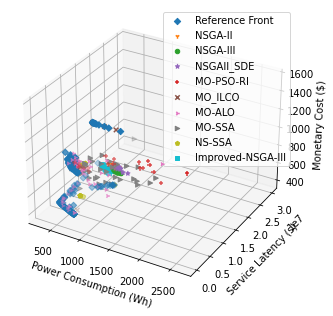 Reference Front
NSGA-II
NSGA-III
NSGAII_SDE
MO-PSO-RI
MO_ILCO
MO-ALO
MO-SSA
NS-SSA
Improved-NSGA-III
1600
1400
1200
1000
800
600
400
Monetary Cost ($)
3.0
2.5
2.0
1.5
1.0
0.5
0.0
1e7
Service Latency (s)
500
1000
1500
2000
2500
Power Consumption (Wh)